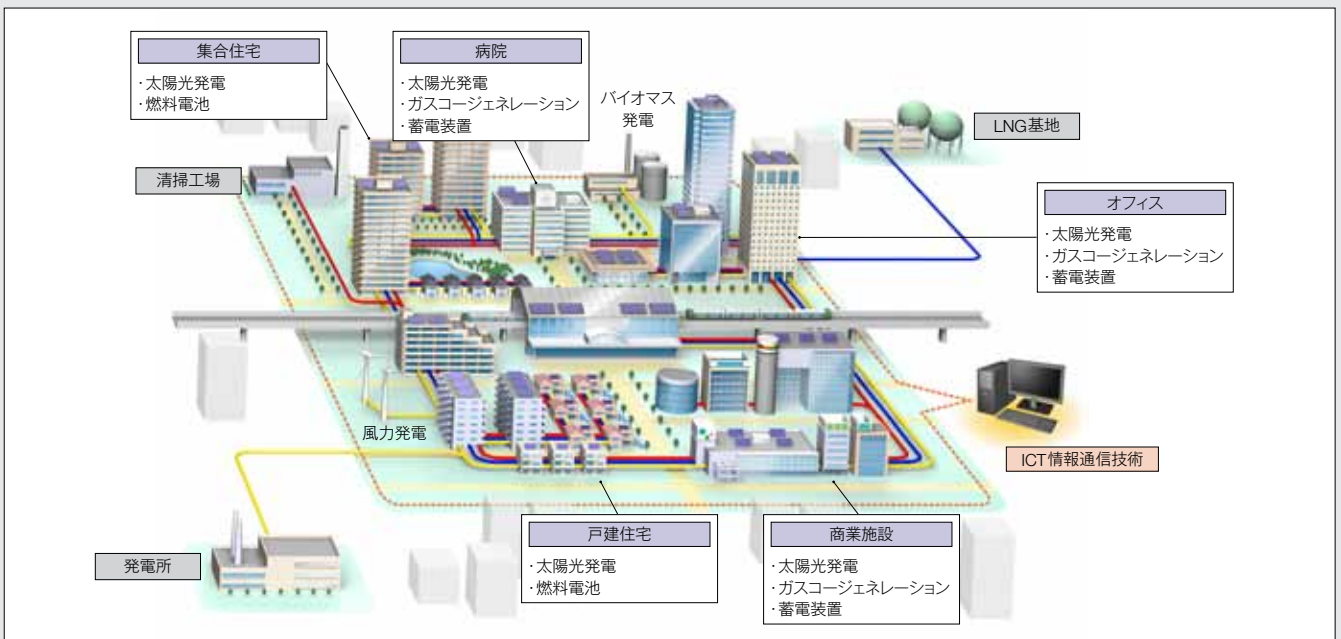 集合住宅
・太陽光発電
・燃料電池
病院
・太陽光発電
・ガスコージェネレーション
・蓄電装置
バイオマス
発電
LNG基地
清掃工場
オフィス
・太陽光発電
・ガスコージェネレーション
・蓄電装置
風力発電
ICT情報通信技術
発電所
戸建住宅
・太陽光発電
・燃料電池
商業施設
・太陽光発電
・ガスコージェネレーション
・蓄電装置